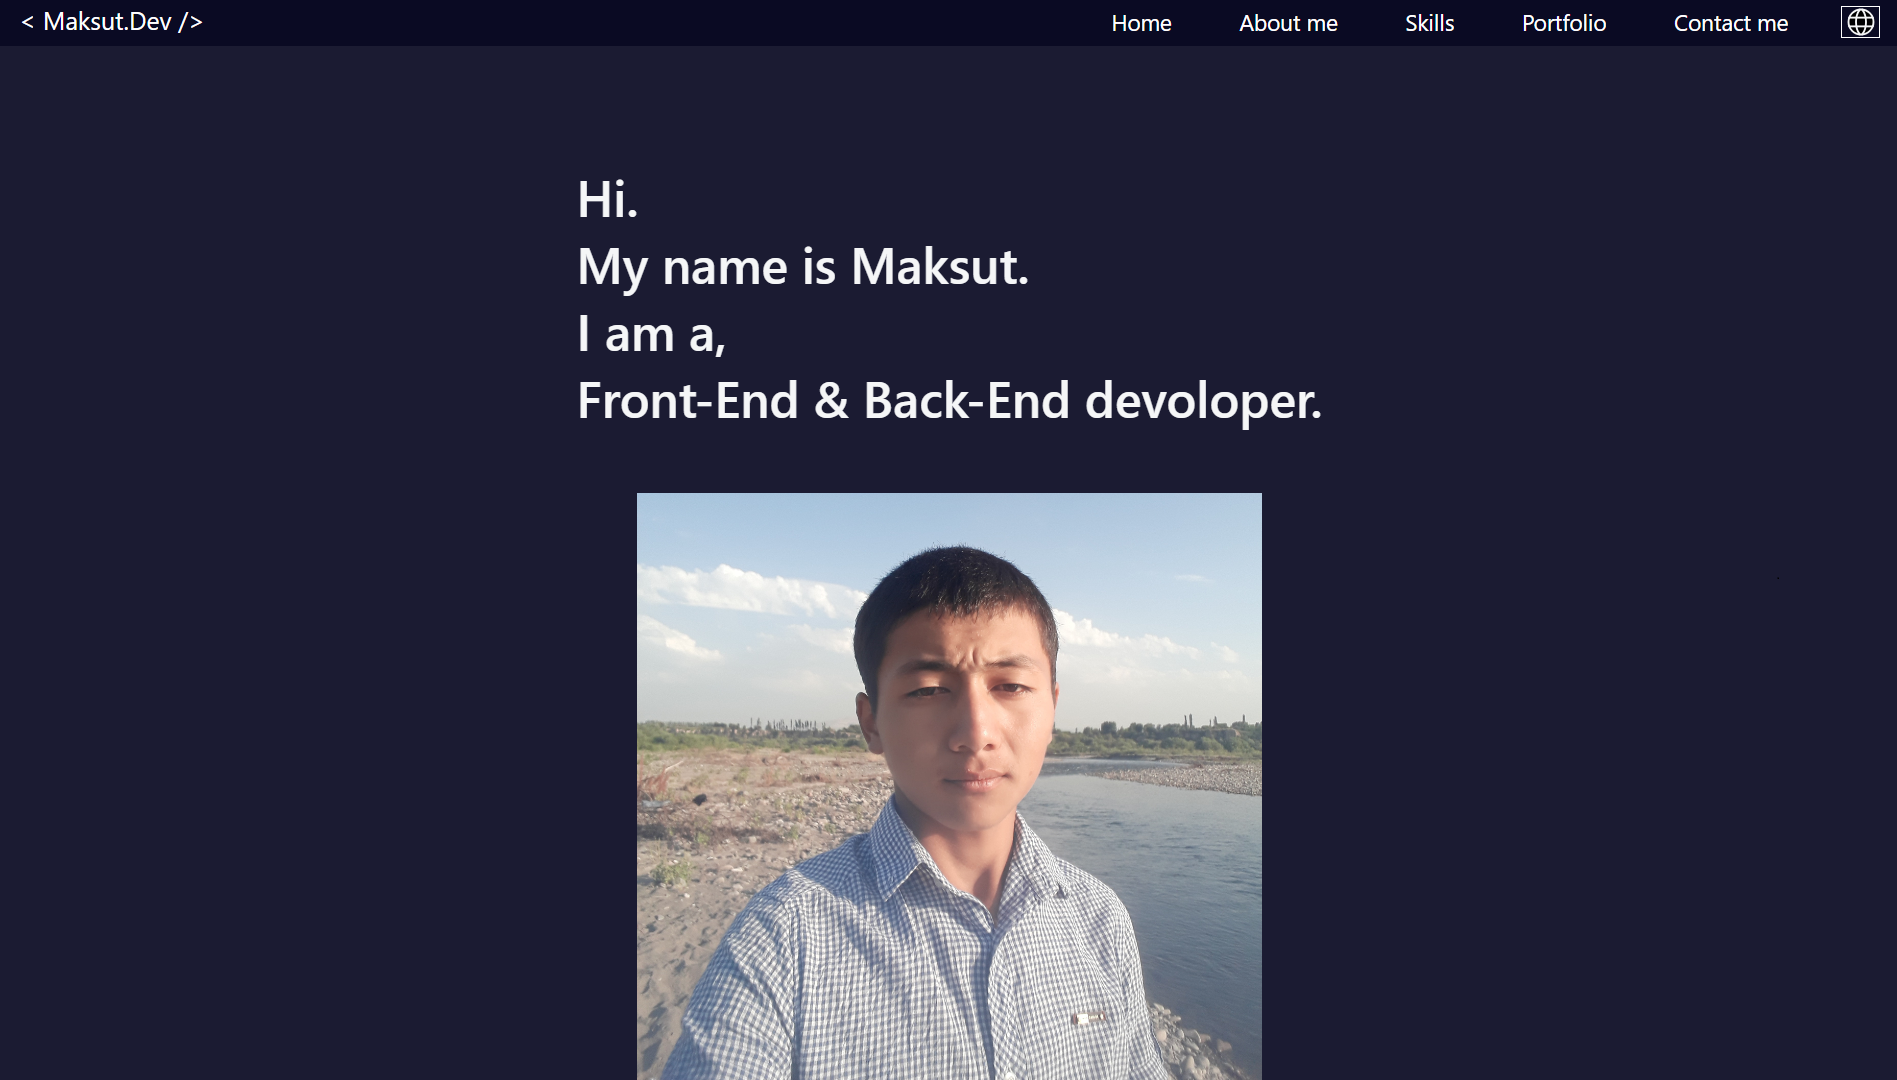 < Maksut.Dev />
Home
About me
Skills
Portfolio
Contact me
Hi.
My name is Maksut.
I am a,
Front-End & Back-End devoloper.